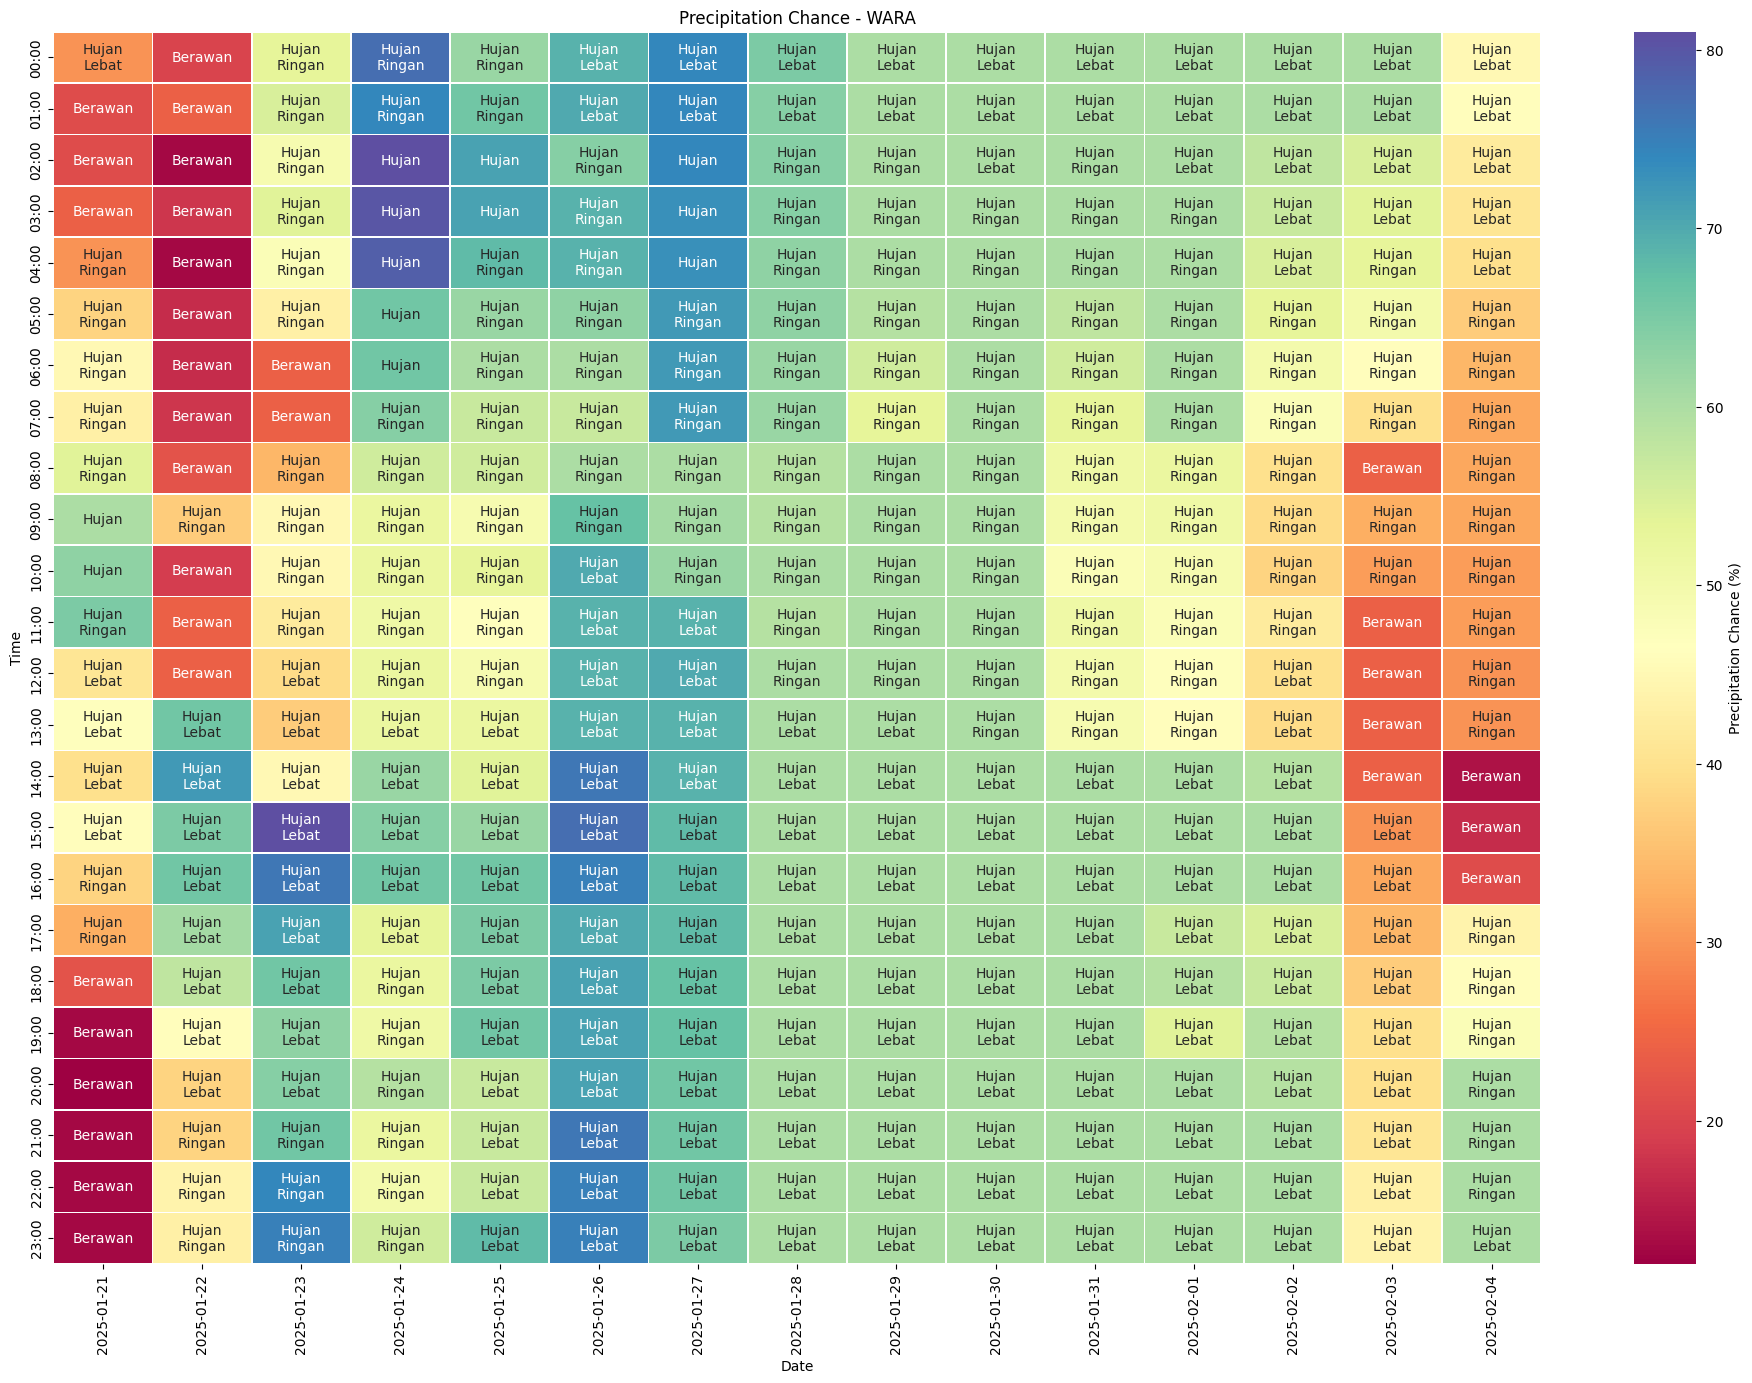 Precipitation Chance - WARA
00:00 Hujan Lebat Berawan Hujan Ringan Hujan Ringan Hujan Ringan Hujan Lebat Hujan Lebat Hujan Lebat Hujan Lebat Hujan Lebat Hujan Lebat Hujan Lebat Hujan Lebat Hujan Lebat Hujan Lebat
01:00 Berawan Berawan Hujan Ringan Hujan Ringan Hujan Ringan Hujan Lebat Hujan Lebat Hujan Lebat Hujan Lebat Hujan Lebat Hujan Lebat Hujan Lebat Hujan Lebat Hujan Lebat Hujan Lebat
02:00 Berawan Berawan Hujan Ringan Hujan Hujan Hujan Ringan Hujan Hujan Ringan Hujan Ringan Hujan Lebat Hujan Ringan Hujan Lebat Hujan Lebat Hujan Lebat Hujan Lebat
03:00 Berawan Berawan Hujan Ringan Hujan Hujan Hujan Ringan Hujan Hujan Ringan Hujan Ringan Hujan Ringan Hujan Ringan Hujan Ringan Hujan Lebat Hujan Lebat Hujan Lebat
04:00 Hujan Ringan Berawan Hujan Ringan Hujan Hujan Ringan Hujan Ringan Hujan Hujan Ringan Hujan Ringan Hujan Ringan Hujan Ringan Hujan Ringan Hujan Lebat Hujan Ringan Hujan Lebat
05:00 Hujan Ringan Berawan Hujan Ringan Hujan Hujan Ringan Hujan Ringan Hujan Ringan Hujan Ringan Hujan Ringan Hujan Ringan Hujan Ringan Hujan Ringan Hujan Ringan Hujan Ringan Hujan Ringan
06:00 Hujan Ringan Berawan Berawan Hujan Hujan Ringan Hujan Ringan Hujan Ringan Hujan Ringan Hujan Ringan Hujan Ringan Hujan Ringan Hujan Ringan Hujan Ringan Hujan Ringan Hujan Ringan
07:00 Hujan Ringan Berawan Berawan Hujan Ringan Hujan Ringan Hujan Ringan Hujan Ringan Hujan Ringan Hujan Ringan Hujan Ringan Hujan Ringan Hujan Ringan Hujan Ringan Hujan Ringan Hujan Ringan
08:00 Hujan Ringan Berawan Hujan Ringan Hujan Ringan Hujan Ringan Hujan Ringan Hujan Ringan Hujan Ringan Hujan Ringan Hujan Ringan Hujan Ringan Hujan Ringan Hujan Ringan Berawan Hujan Ringan
09:00 Hujan Hujan Ringan Hujan Ringan Hujan Ringan Hujan Ringan Hujan Ringan Hujan Ringan Hujan Ringan Hujan Ringan Hujan Ringan Hujan Ringan Hujan Ringan Hujan Ringan Hujan Ringan Hujan Ringan
10:00 Hujan Berawan Hujan Ringan Hujan Ringan Hujan Ringan Hujan Lebat Hujan Ringan Hujan Ringan Hujan Ringan Hujan Ringan Hujan Ringan Hujan Ringan Hujan Ringan Hujan Ringan Hujan Ringan
11:00 Hujan Ringan Berawan Hujan Ringan Hujan Ringan Hujan Ringan Hujan Lebat Hujan Lebat Hujan Ringan Hujan Ringan Hujan Ringan Hujan Ringan Hujan Ringan Hujan Ringan Berawan Hujan Ringan
12:00 Hujan Lebat Berawan Hujan Lebat Hujan Ringan Hujan Ringan Hujan Lebat Hujan Lebat Hujan Ringan Hujan Ringan Hujan Ringan Hujan Ringan Hujan Ringan Hujan Lebat Berawan Hujan Ringan
13:00 Hujan Lebat Hujan Lebat Hujan Lebat Hujan Lebat Hujan Lebat Hujan Lebat Hujan Lebat Hujan Lebat Hujan Lebat Hujan Ringan Hujan Ringan Hujan Ringan Hujan Lebat Berawan Hujan Ringan
14:00 Hujan Lebat Hujan Lebat Hujan Lebat Hujan Lebat Hujan Lebat Hujan Lebat Hujan Lebat Hujan Lebat Hujan Lebat Hujan Lebat Hujan Lebat Hujan Lebat Hujan Lebat Berawan Berawan
15:00 Hujan Lebat Hujan Lebat Hujan Lebat Hujan Lebat Hujan Lebat Hujan Lebat Hujan Lebat Hujan Lebat Hujan Lebat Hujan Lebat Hujan Lebat Hujan Lebat Hujan Lebat Hujan Lebat Berawan
16:00 Hujan Ringan Hujan Lebat Hujan Lebat Hujan Lebat Hujan Lebat Hujan Lebat Hujan Lebat Hujan Lebat Hujan Lebat Hujan Lebat Hujan Lebat Hujan Lebat Hujan Lebat Hujan Lebat Berawan
17:00 Hujan Ringan Hujan Lebat Hujan Lebat Hujan Lebat Hujan Lebat Hujan Lebat Hujan Lebat Hujan Lebat Hujan Lebat Hujan Lebat Hujan Lebat Hujan Lebat Hujan Lebat Hujan Lebat Hujan Ringan
18:00 Berawan Hujan Lebat Hujan Lebat Hujan Ringan Hujan Lebat Hujan Lebat Hujan Lebat Hujan Lebat Hujan Lebat Hujan Lebat Hujan Lebat Hujan Lebat Hujan Lebat Hujan Lebat Hujan Ringan
19:00 Berawan Hujan Lebat Hujan Lebat Hujan Ringan Hujan Lebat Hujan Lebat Hujan Lebat Hujan Lebat Hujan Lebat Hujan Lebat Hujan Lebat Hujan Lebat Hujan Lebat Hujan Lebat Hujan Ringan
20:00 Berawan Hujan Lebat Hujan Lebat Hujan Ringan Hujan Lebat Hujan Lebat Hujan Lebat Hujan Lebat Hujan Lebat Hujan Lebat Hujan Lebat Hujan Lebat Hujan Lebat Hujan Lebat Hujan Ringan
21:00 Berawan Hujan Ringan Hujan Ringan Hujan Ringan Hujan Lebat Hujan Lebat Hujan Lebat Hujan Lebat Hujan Lebat Hujan Lebat Hujan Lebat Hujan Lebat Hujan Lebat Hujan Lebat Hujan Ringan
22:00 Berawan Hujan Ringan Hujan Ringan Hujan Ringan Hujan Lebat Hujan Lebat Hujan Lebat Hujan Lebat Hujan Lebat Hujan Lebat Hujan Lebat Hujan Lebat Hujan Lebat Hujan Lebat Hujan Ringan
23:00 Berawan Hujan Ringan Hujan Ringan Hujan Ringan Hujan Lebat Hujan Lebat Hujan Lebat Hujan Lebat Hujan Lebat Hujan Lebat Hujan Lebat Hujan Lebat Hujan Lebat Hujan Lebat Hujan Lebat
Time
2025-01-21 2025-01-22 2025-01-23 2025-01-24 2025-01-25 2025-01-26 2025-01-27 2025-01-28 2025-01-29 2025-01-30 2025-01-31 2025-02-01 2025-02-02 2025-02-03 2025-02-04
Date
80
70
60
50
40
30
20
Precipitation Chance (%)